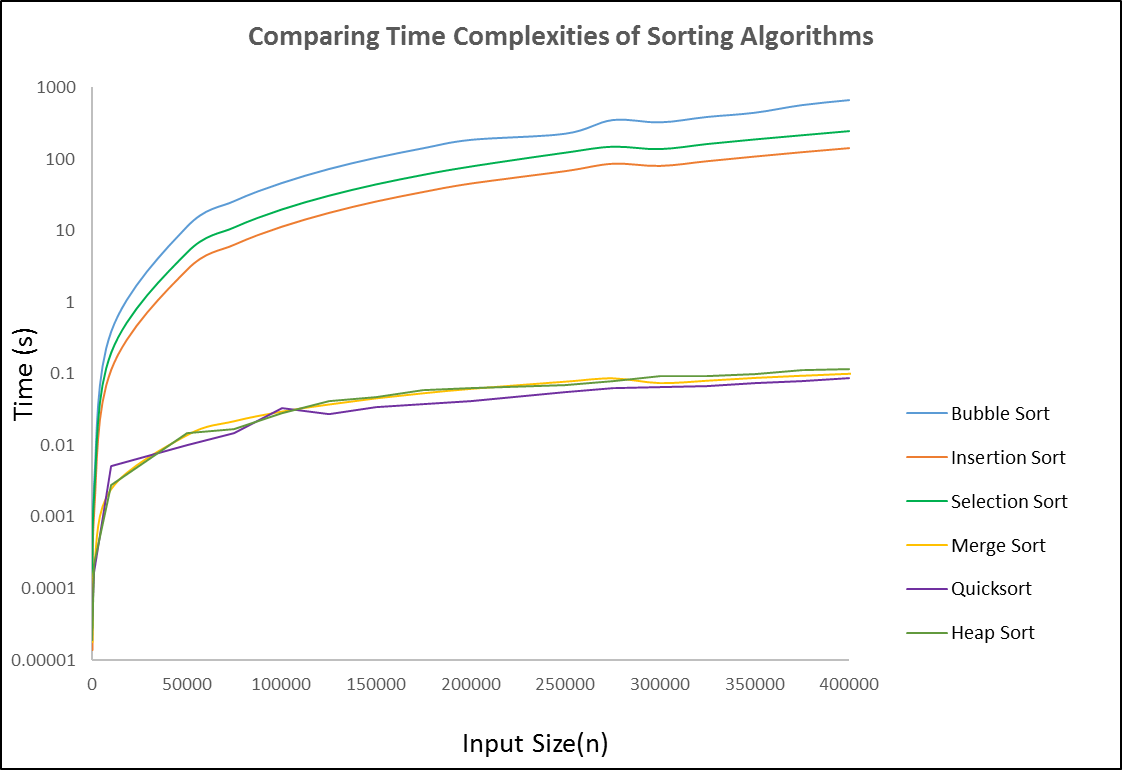 Comparing Time Complexities of Sorting Algorithms
1000
100
10
1
0.1
0.01
0.001
0.0001
0.00001
Time (s)
0 50000 100000 150000 200000 250000 300000 350000 400000
Input Size(n)
Bubble Sort
Insertion Sort
Selection Sort
Merge Sort
Quicksort
Heap Sort